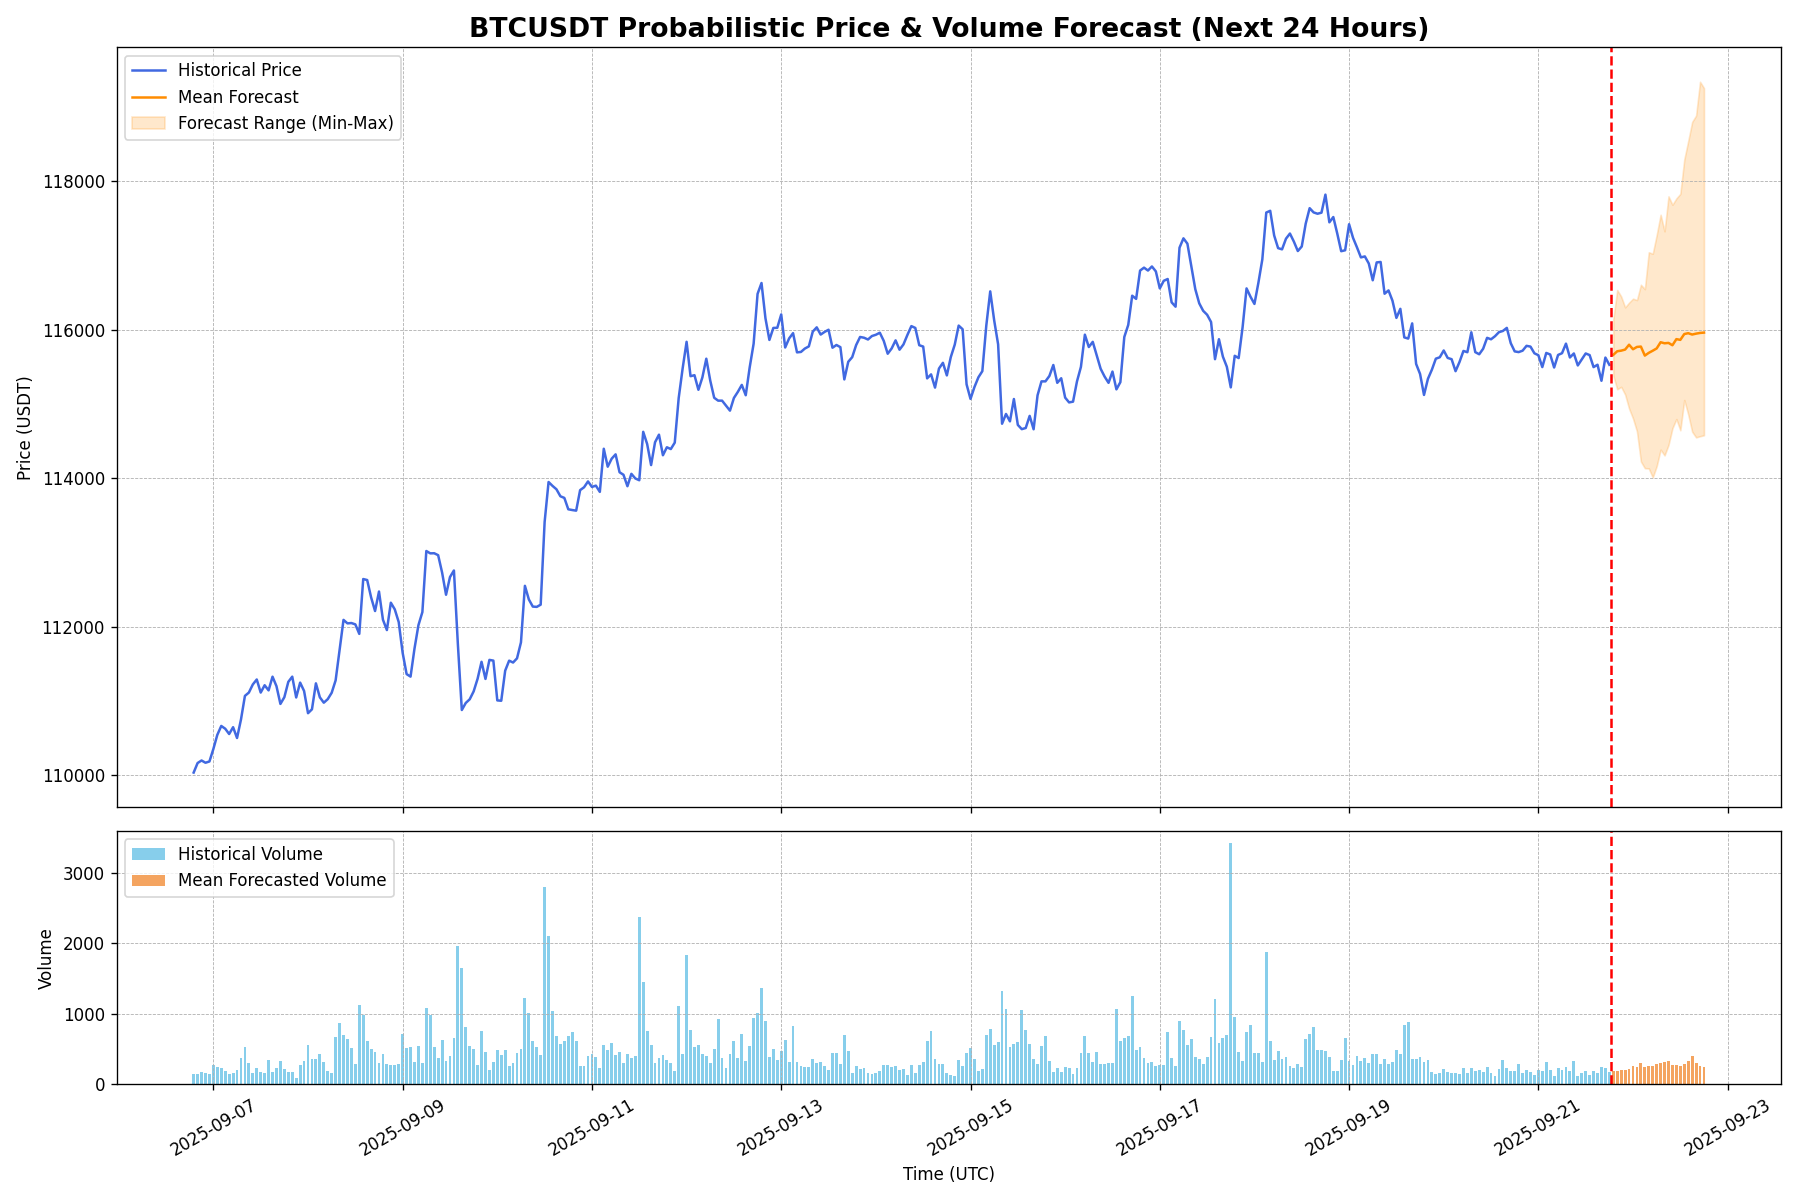 BTCUSDT Probabilistic Price & Volume Forecast (Next 24 Hours)
Historical Price
Mean Forecast
Forecast Range (Min-Max)
118000
116000
114000
112000
110000
Price (USDT)
Historical Volume
Mean Forecasted Volume
3000
2000
1000
0
Volume
2025-09-07
2025-09-09
2025-09-11
2025-09-13
2025-09-15
2025-09-17
2025-09-19
2025-09-21
2025-09-23
Time (UTC)